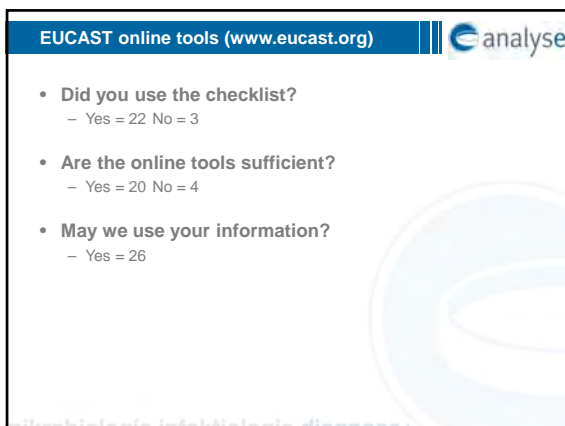 EUCAST online tools (www.eucast.org)
analyse
• Did you use the checklist?
– Yes = 22 No = 3
• Are the online tools sufficient?
– Yes = 20 No = 4
• May we use your information?
– Yes = 26